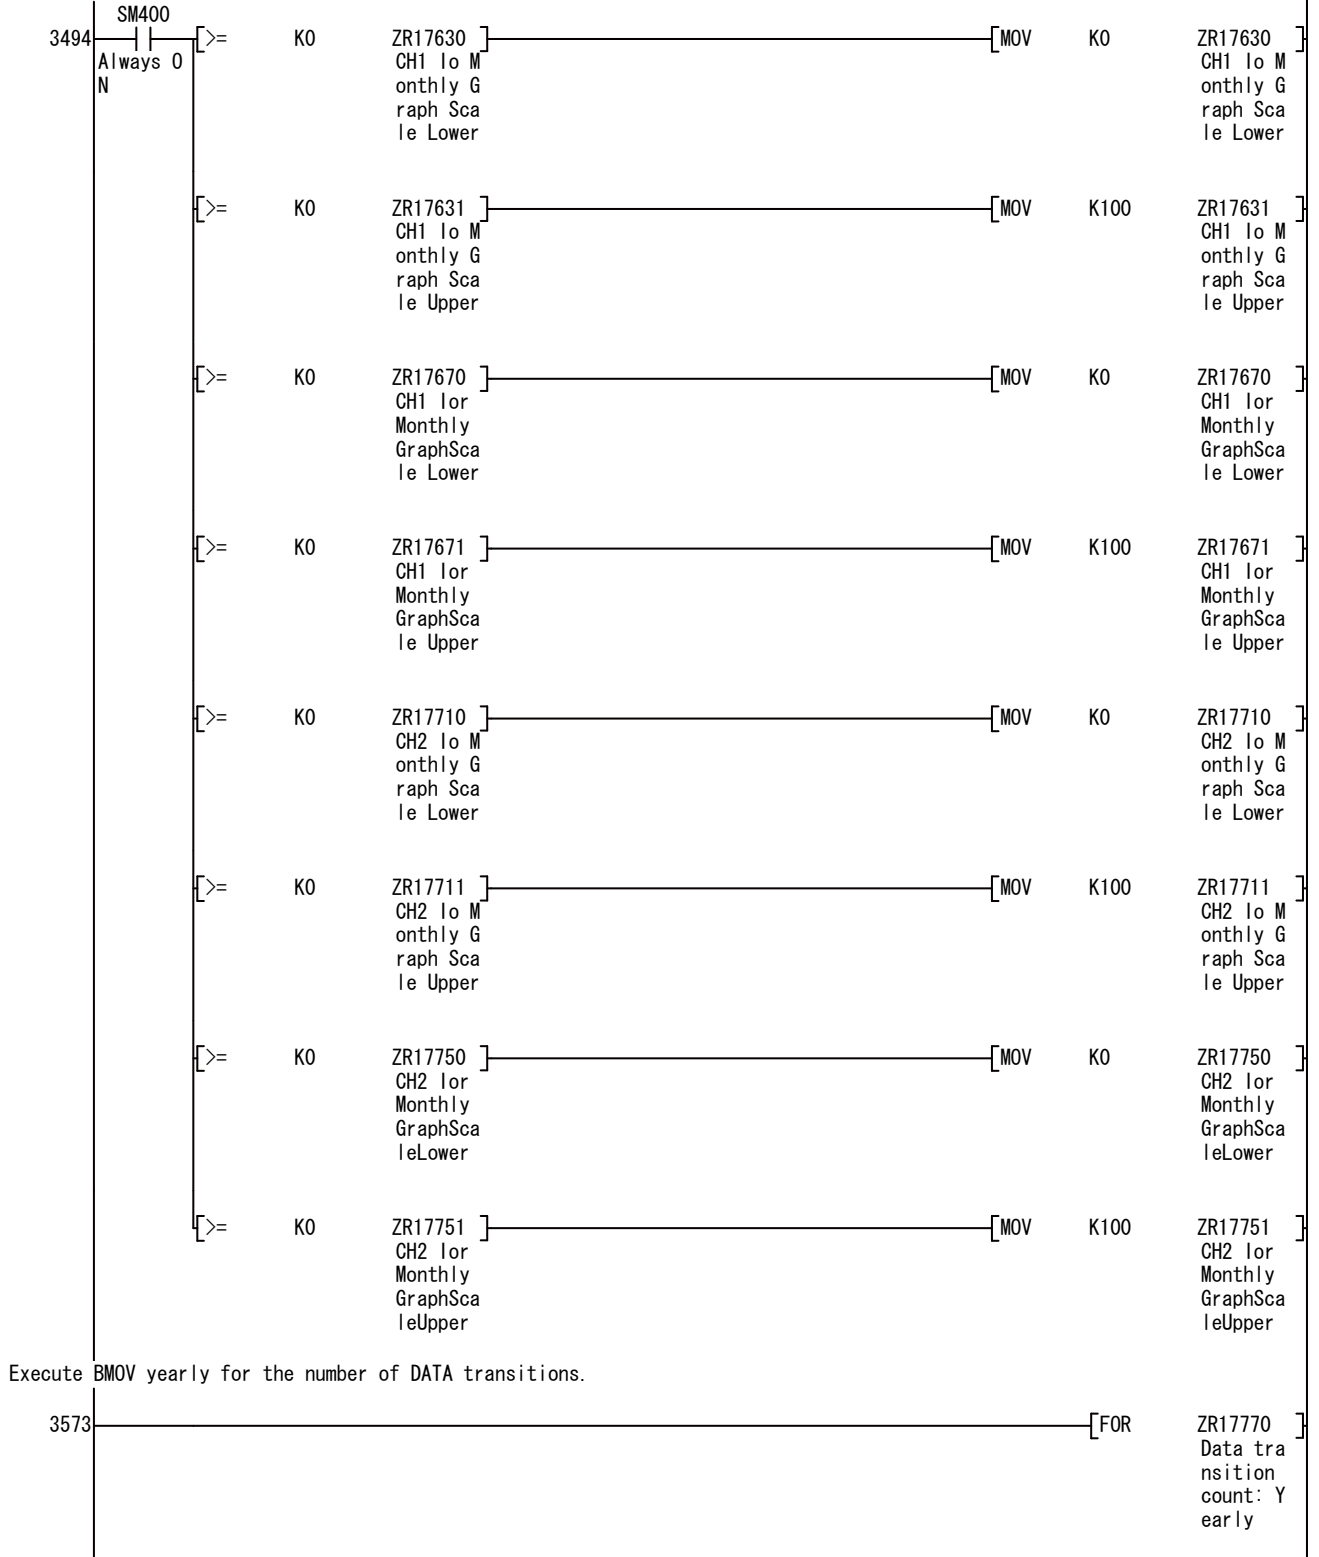 SM400
3494 [>= K0 ZR17630 ] [MOV K0 ZR17630 ]
Always O CH1 Io M CH1 Io M
N onthly G onthly G
raph Sca raph Sca
le Lower le Lower
[>= K0 ZR17631 ] [MOV K100 ZR17631 ]
CH1 Io M CH1 Io M
onthly G onthly G
raph Sca raph Sca
le Upper le Upper
[>= K0 ZR17670 ] [MOV K0 ZR17670 ]
CH1 Ior CH1 Ior
Monthly Monthly
GraphSca GraphSca
le Lower le Lower
[>= K0 ZR17671 ] [MOV K100 ZR17671 ]
CH1 Ior CH1 Ior
Monthly Monthly
GraphSca GraphSca
le Upper le Upper
[>= K0 ZR17710 ] [MOV K0 ZR17710 ]
CH2 Io M CH2 Io M
onthly G onthly G
raph Sca raph Sca
le Lower le Lower
[>= K0 ZR17711 ] [MOV K100 ZR17711 ]
CH2 Io M CH2 Io M
onthly G onthly G
raph Sca raph Sca
le Upper le Upper
[>= K0 ZR17750 ] [MOV K0 ZR17750 ]
CH2 Ior CH2 Ior
Monthly Monthly
GraphSca GraphSca
leLower leLower
[>= K0 ZR17751 ] [MOV K100 ZR17751 ]
CH2 Ior CH2 Ior
Monthly Monthly
GraphSca GraphSca
leUpper leUpper
Execute BMOV yearly for the number of DATA transitions.
3573 [FOR ZR17770 ]
Data tra
nsition
count: Y
early